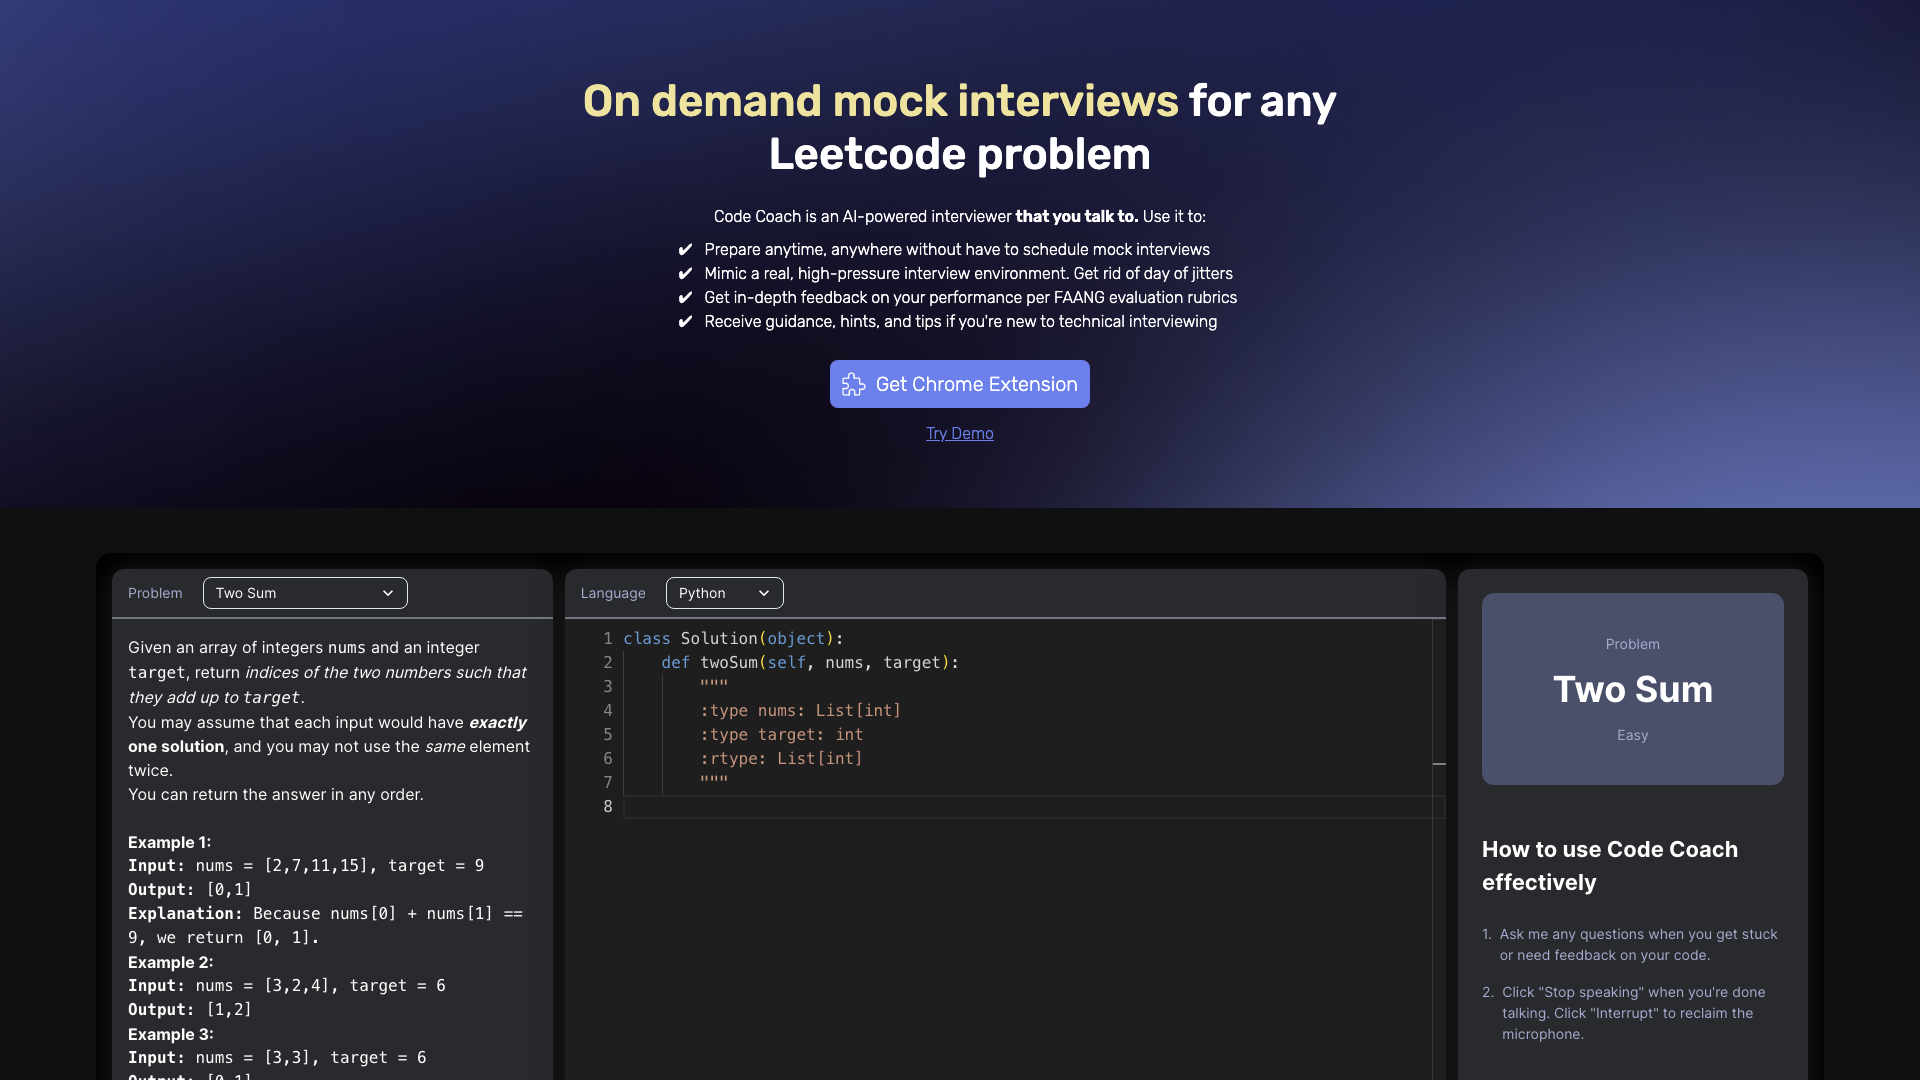 On demand mock interviews for any
Leetcode problem
Code Coach is an AI-powered interviewer that you talk to. Use it to:
✔ Prepare anytime, anywhere without have to schedule mock interviews
✔ Mimic a real, high-pressure interview environment. Get rid of day of jitters
✔ Get in-depth feedback on your performance per FAANG evaluation rubrics
✔ Receive guidance, hints, and tips if you're new to technical interviewing
Get Chrome Extension
Try Demo
Problem
Two Sum
Given an array of integers nums and an integer
target, return indices of the two numbers such that
they add up to target.
You may assume that each input would have exactly
one solution, and you may not use the same element
twice.
You can return the answer in any order.
Example 1:
Input: nums = [2,7,11,15], target = 9
Output: [0,1]
Explanation: Because nums[0] + nums[1] ==
9, we return [0, 1].
Example 2:
Input: nums = [3,2,4], target = 6
Output: [1,2]
Example 3:
Input: nums = [3,3], target = 6
Output: [0,1]
Language
Python
1 class Solution(object):
2 def twoSum(self, nums, target):
3 """
4 :type nums: List[int]
5 :type target: int
6 :rtype: List[int]
7 """
8
Problem
Two Sum
Easy
How to use Code Coach
effectively
1. Ask me any questions when you get stuck
or need feedback on your code.
2. Click "Stop speaking" when you're done
talking. Click "Interrupt" to reclaim the
microphone.